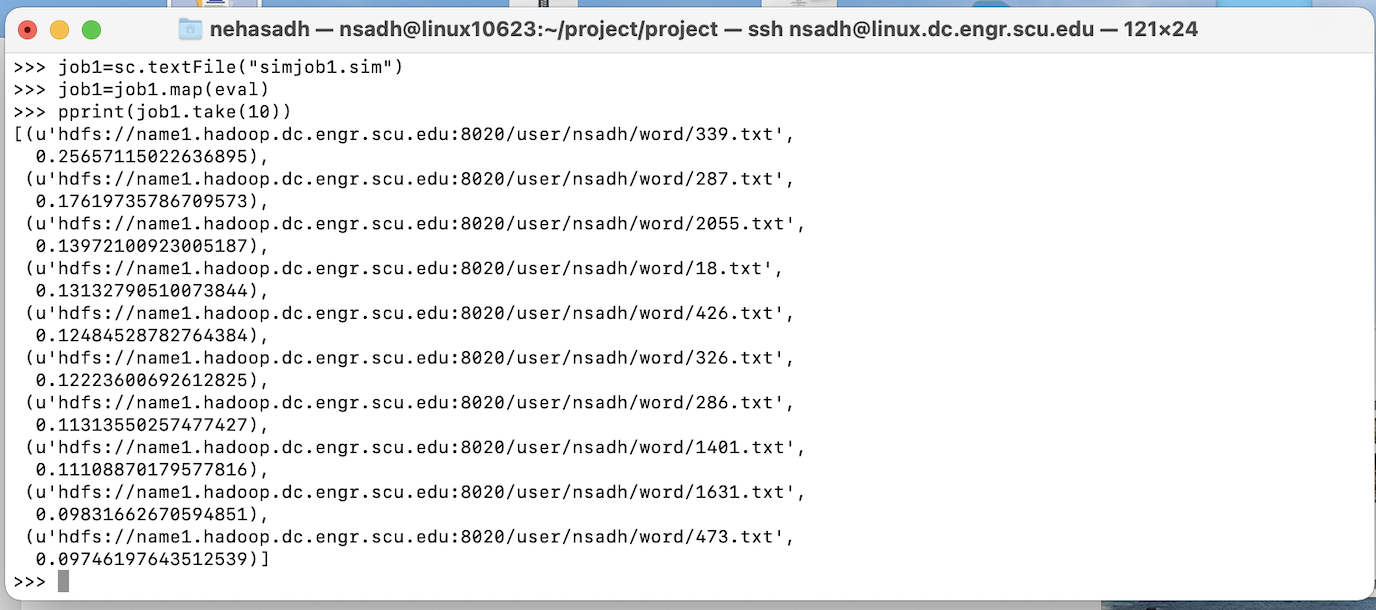 nehasadh — nsadh@linux10623:~/project/project — ssh nsadh@linux.dc.engr.scu.edu — 121×24
>>> job1=sc.textFile("simjob1.sim")
>>> job1=job1.map(eval)
>>> pprint(job1.take(10))
[(u'hdfs://name1.hadoop.dc.engr.scu.edu:8020/user/nsadh/word/339.txt',
  0.25657115022636895),
 (u'hdfs://name1.hadoop.dc.engr.scu.edu:8020/user/nsadh/word/287.txt',
  0.17619735786709573),
 (u'hdfs://name1.hadoop.dc.engr.scu.edu:8020/user/nsadh/word/2055.txt',
  0.13972100923005187),
 (u'hdfs://name1.hadoop.dc.engr.scu.edu:8020/user/nsadh/word/18.txt',
  0.13132790510073844),
 (u'hdfs://name1.hadoop.dc.engr.scu.edu:8020/user/nsadh/word/426.txt',
  0.12484528782764384),
 (u'hdfs://name1.hadoop.dc.engr.scu.edu:8020/user/nsadh/word/326.txt',
  0.12223600692612825),
 (u'hdfs://name1.hadoop.dc.engr.scu.edu:8020/user/nsadh/word/286.txt',
  0.11313550257477427),
 (u'hdfs://name1.hadoop.dc.engr.scu.edu:8020/user/nsadh/word/1401.txt',
  0.11108870179577816),
 (u'hdfs://name1.hadoop.dc.engr.scu.edu:8020/user/nsadh/word/1631.txt',
  0.09831662670594851),
 (u'hdfs://name1.hadoop.dc.engr.scu.edu:8020/user/nsadh/word/473.txt',
  0.09746197643512539)]
>>>